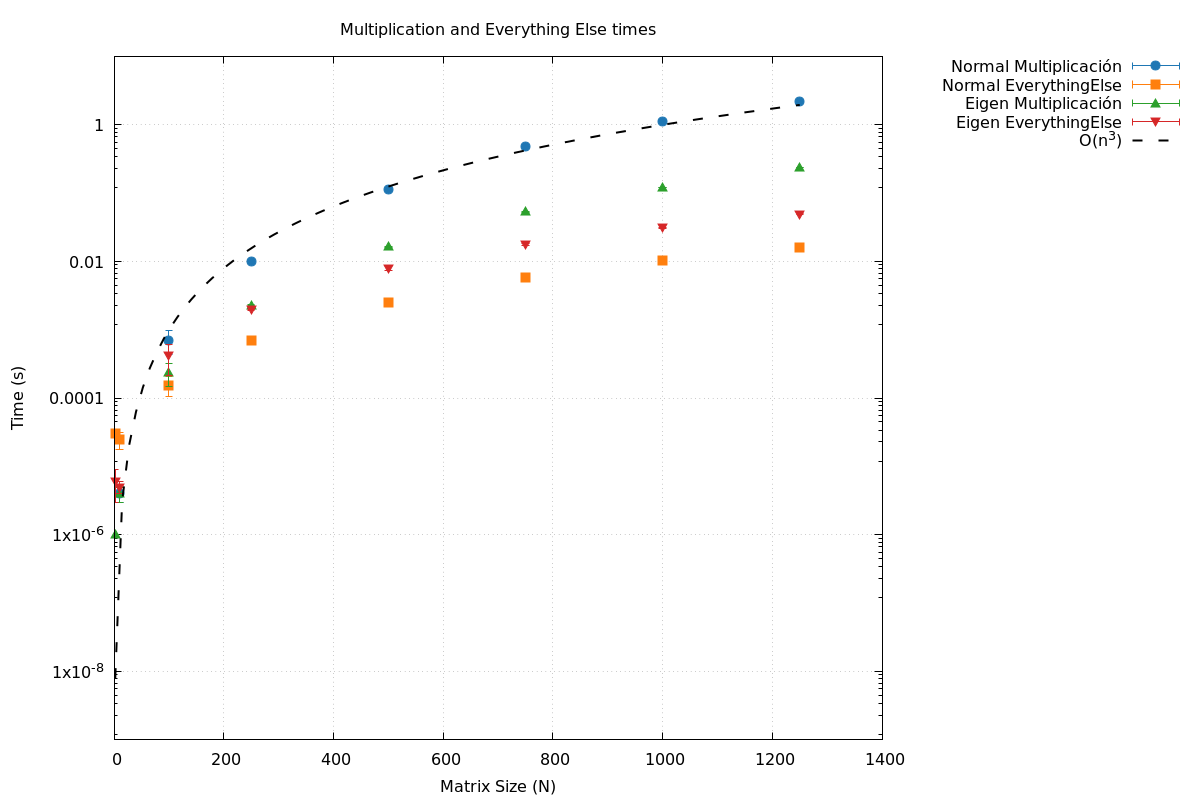 Multiplication and Everything Else times
Normal Multiplicación
Normal EverythingElse
Eigen Multiplicación
Eigen EverythingElse
O(n³)
1
0.01
0.0001
1x10⁻⁶
1x10⁻⁸
Time (s)
0 200 400 600 800 1000 1200 1400
Matrix Size (N)